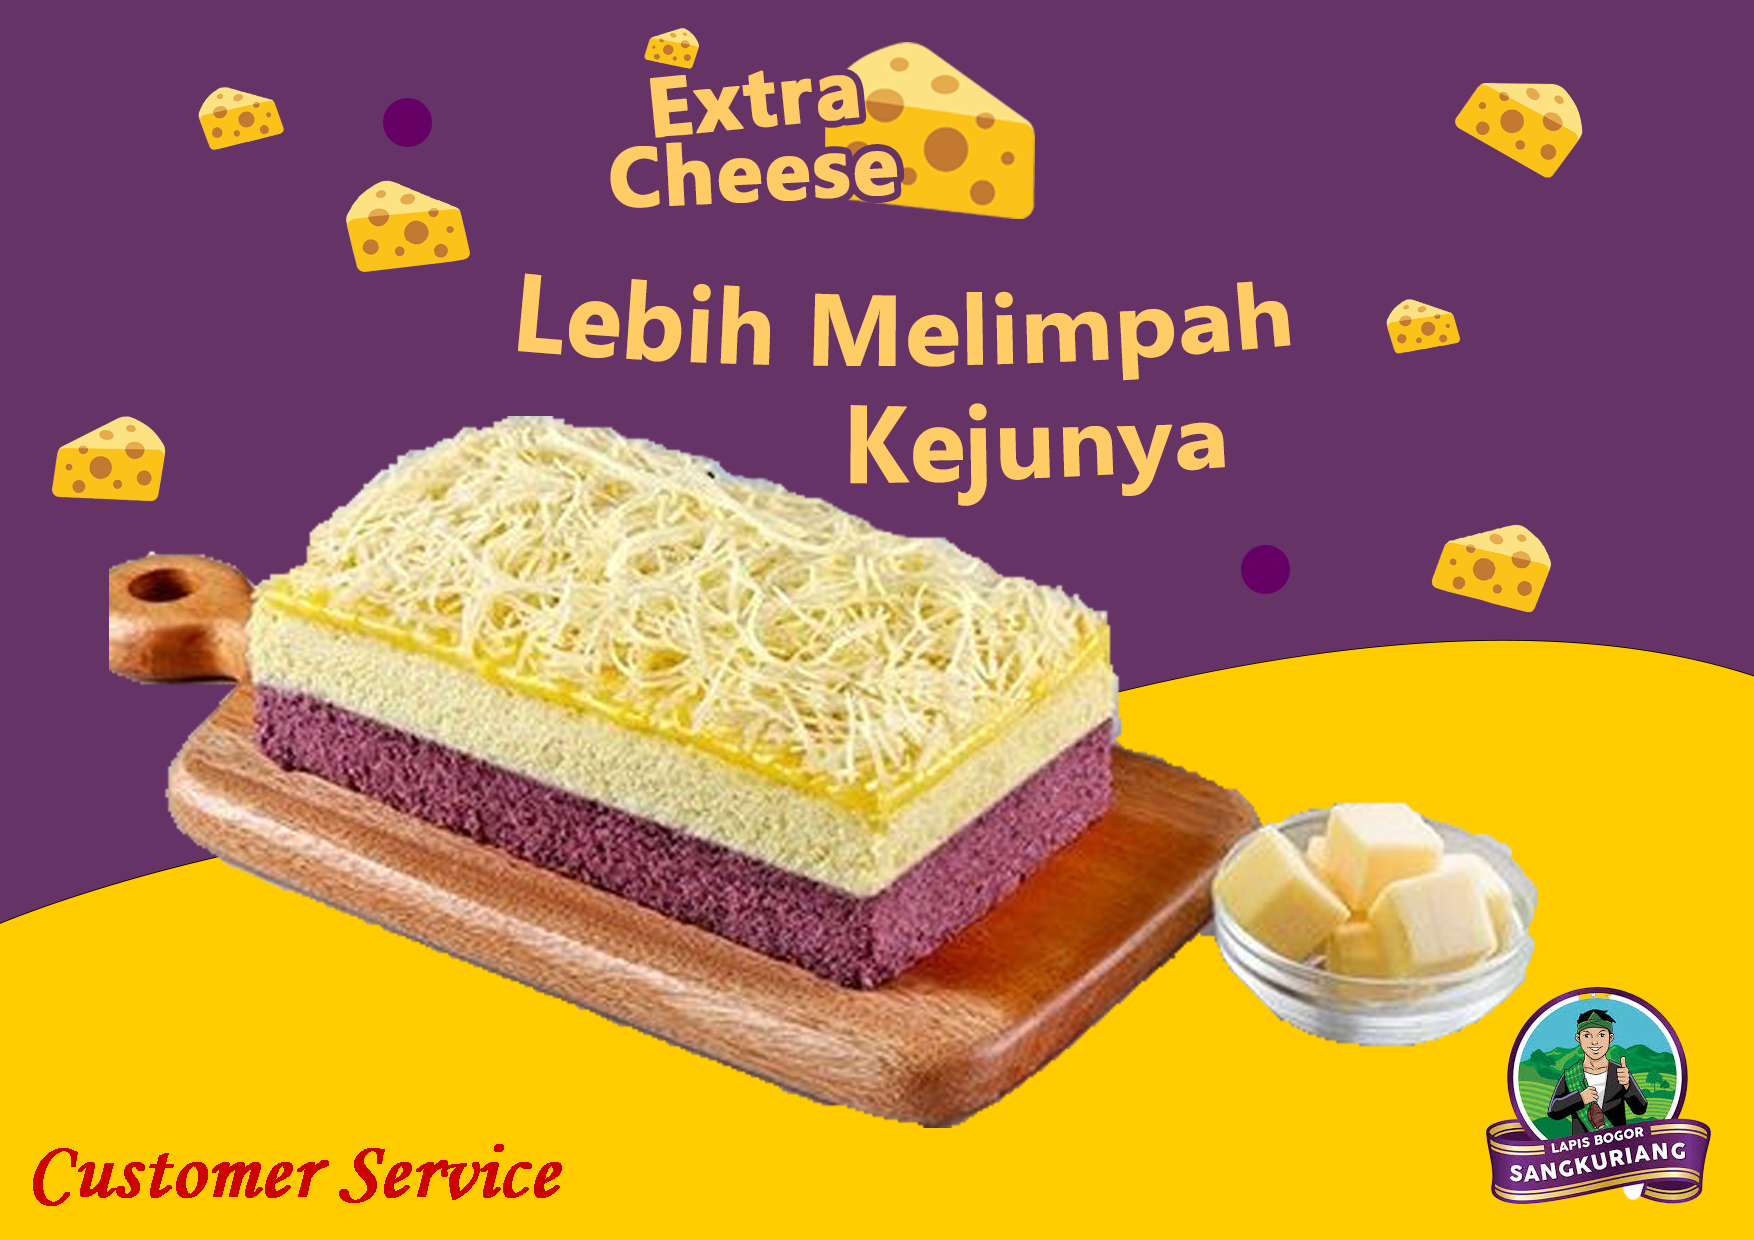 Extra
Cheese
Lebih Melimpah
Kejunya
Customer Service
LAPIS BOGOR
SANGKURIANG